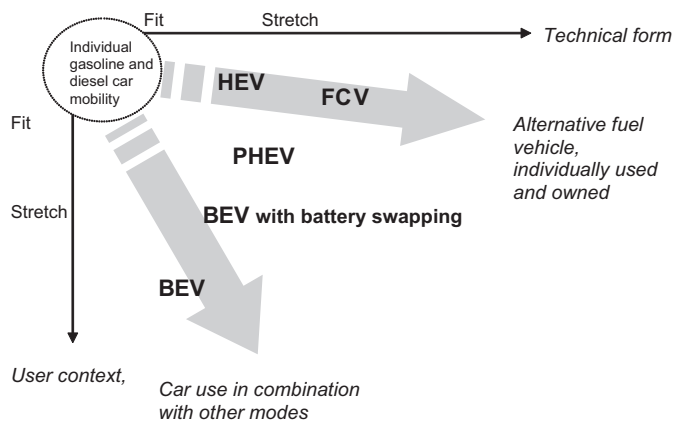 Fit
Stretch
Technical form
Individual
gasoline and
diesel car
mobility
HEV
FCV
Fit
Alternative fuel
vehicle,
individually used
and owned
PHEV
Stretch
BEV with battery swapping
BEV
User context,
Car use in combination
with other modes